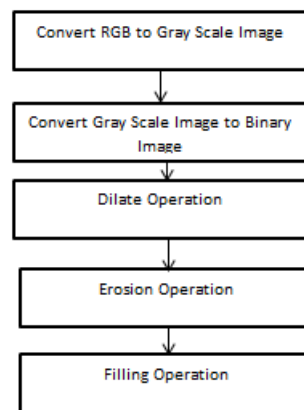 Convert RGB to Gray Scale Image
Convert Gray Scale Image to Binary
Image
Dilate Operation
Erosion Operation
Filling Operation